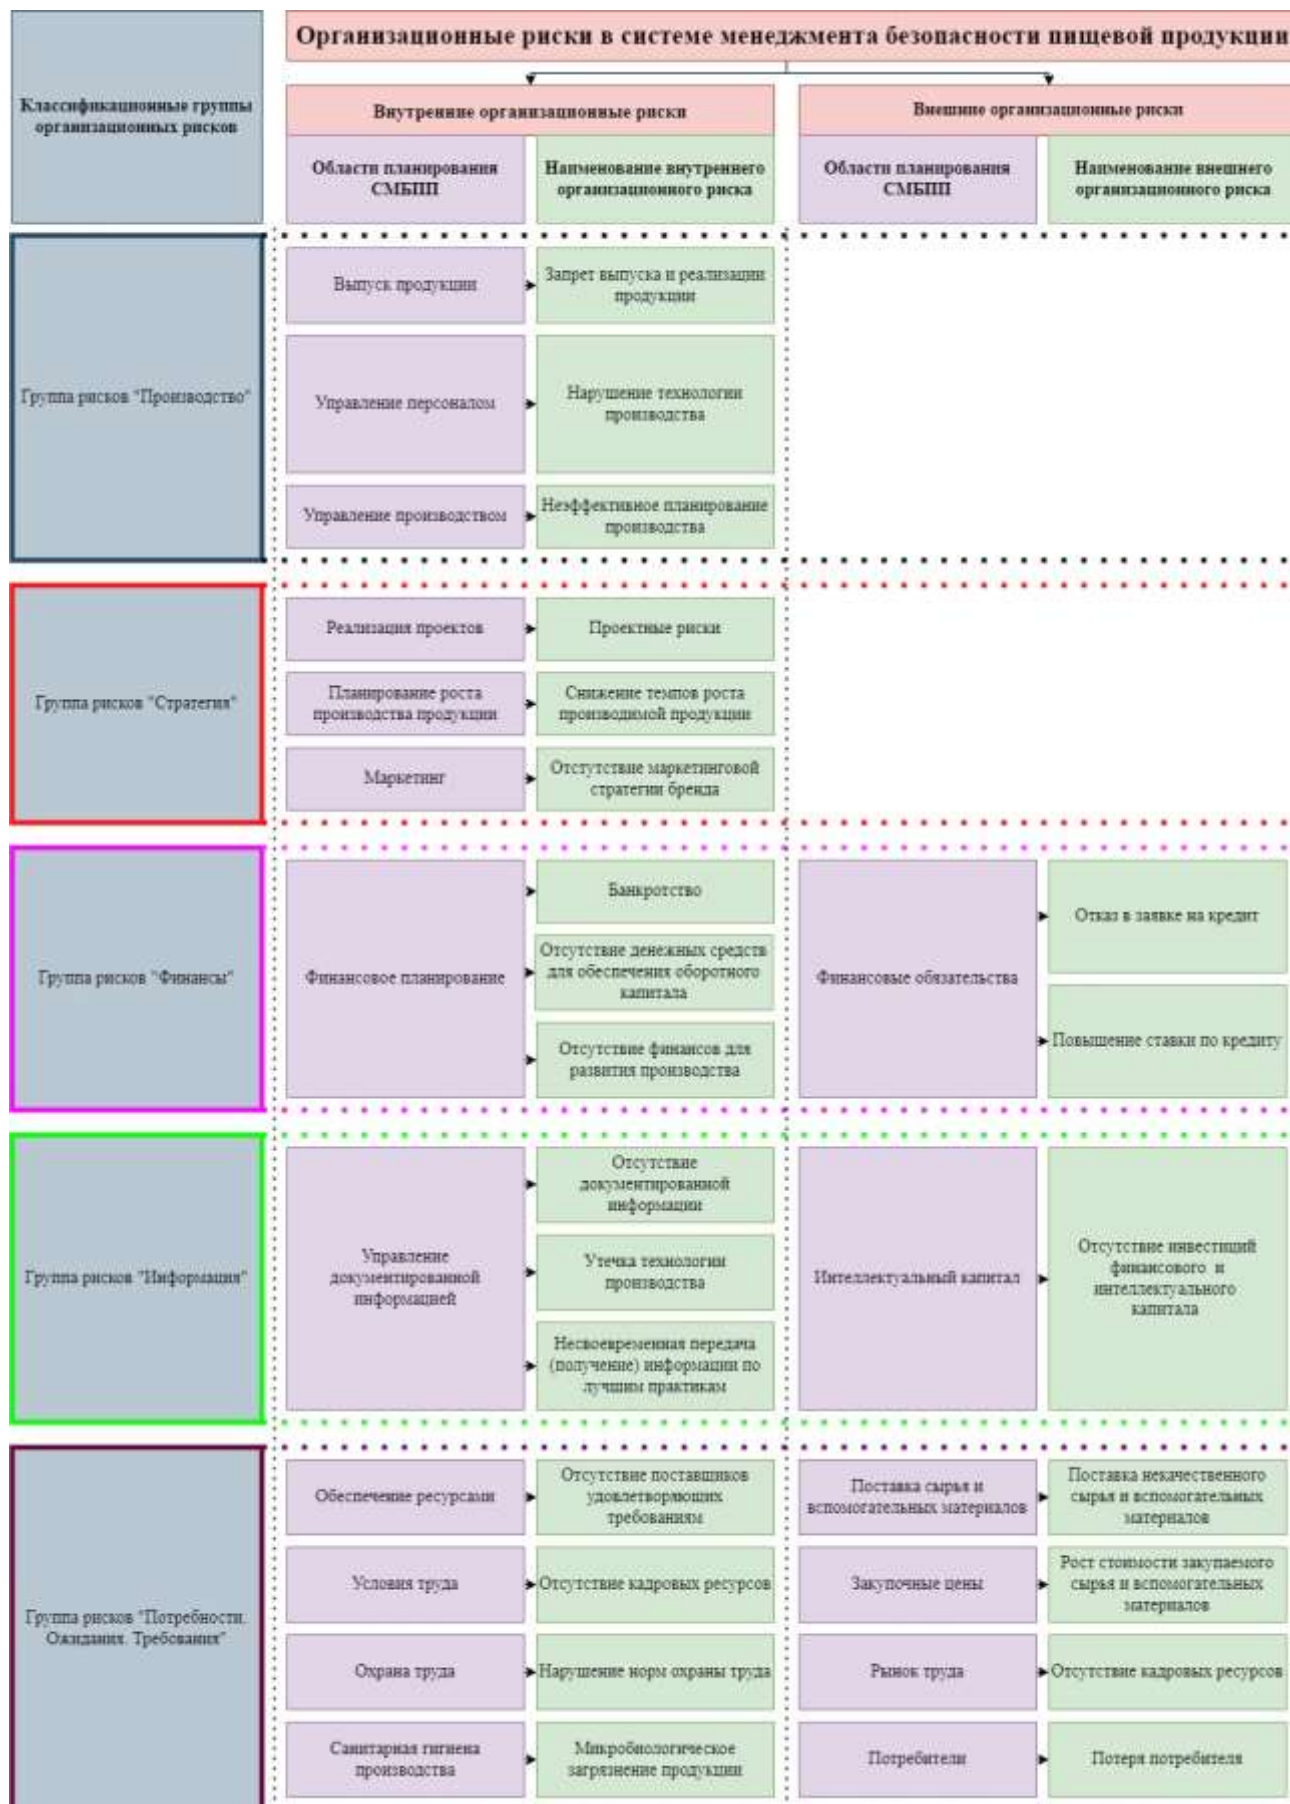 Организационные риски в системе менеджмента безопасности пищевой продукции
Классификационные группы
организационных рисков
Внутренние организационные риски
Внешние организационные риски
Области планирования
СМБПП
Наименование внутреннего
организационного риска
Области планирования
СМБПП
Наименование внешнего
организационного риска
Группа рисков "Производство"
Выпуск продукции
Запрет выпуска и реализации
продукции
Управление персоналом
Нарушение технологии
производства
Управление производством
Неэффективное планирование
производства
Группа рисков "Стратегия"
Реализация проектов
Проектные риски
Планирование роста
производства продукции
Снижение темпов роста
производимой продукции
Маркетинг
Отстутствие маркетинговой
стратегии бренда
Группа рисков "Финансы"
Финансовое планирование
Банкротство
Отсутствие денежных средств
для обеспечения оборотного
капитала
Отсутствие финансов для
развития производства
Финансовые обязательства
Отказ в заявке на кредит
Повышение ставки по кредиту
Группа рисков "Информация"
Управление
документированной
информацией
Отсутствие
документированной
информации
Утечка технологии
производства
Несвоевременная передача
(получение) информации по
лучшим практикам
Интеллектуальный капитал
Отсутствие инвестиций
финансового и
интеллектуального
капитала
Группа рисков "Потребности.
Ожидания. Требования"
Обеспечение ресурсами
Отсутствие поставщиков
удовлетворяющих
требованиям
Поставка сырья и
вспомогательных материалов
Поставка некачественного
сырья и вспомогательных
материалов
Условия труда
Отсутствие кадровых ресурсов
Закупочные цены
Рост стоимости закупаемого
сырья и вспомогательных
материалов
Охрана труда
Нарушение норм охраны труда
Рынок труда
Отсутствие кадровых ресурсов
Санитарная гигиена
производства
Микробиологическое
загрязнение продукции
Потребители
Потеря потребителя